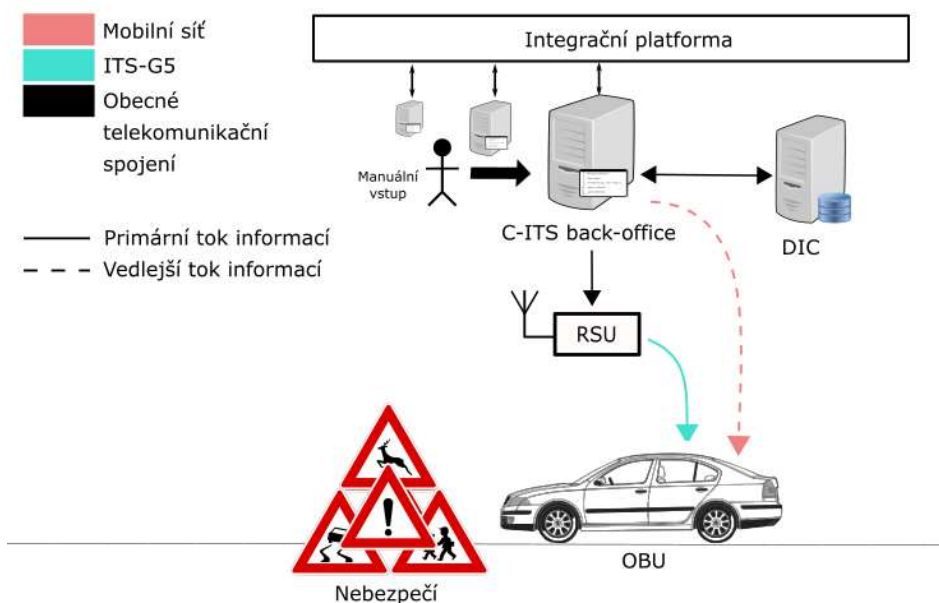 Mobilní síť
ITS-G5
Obecné
telekomunikační
spojení
Primární tok informací
Vedlejší tok informací
Integrační platforma
Manuální
vstup
C-ITS back-office
DIC
RSU
OBU
Nebezpečí